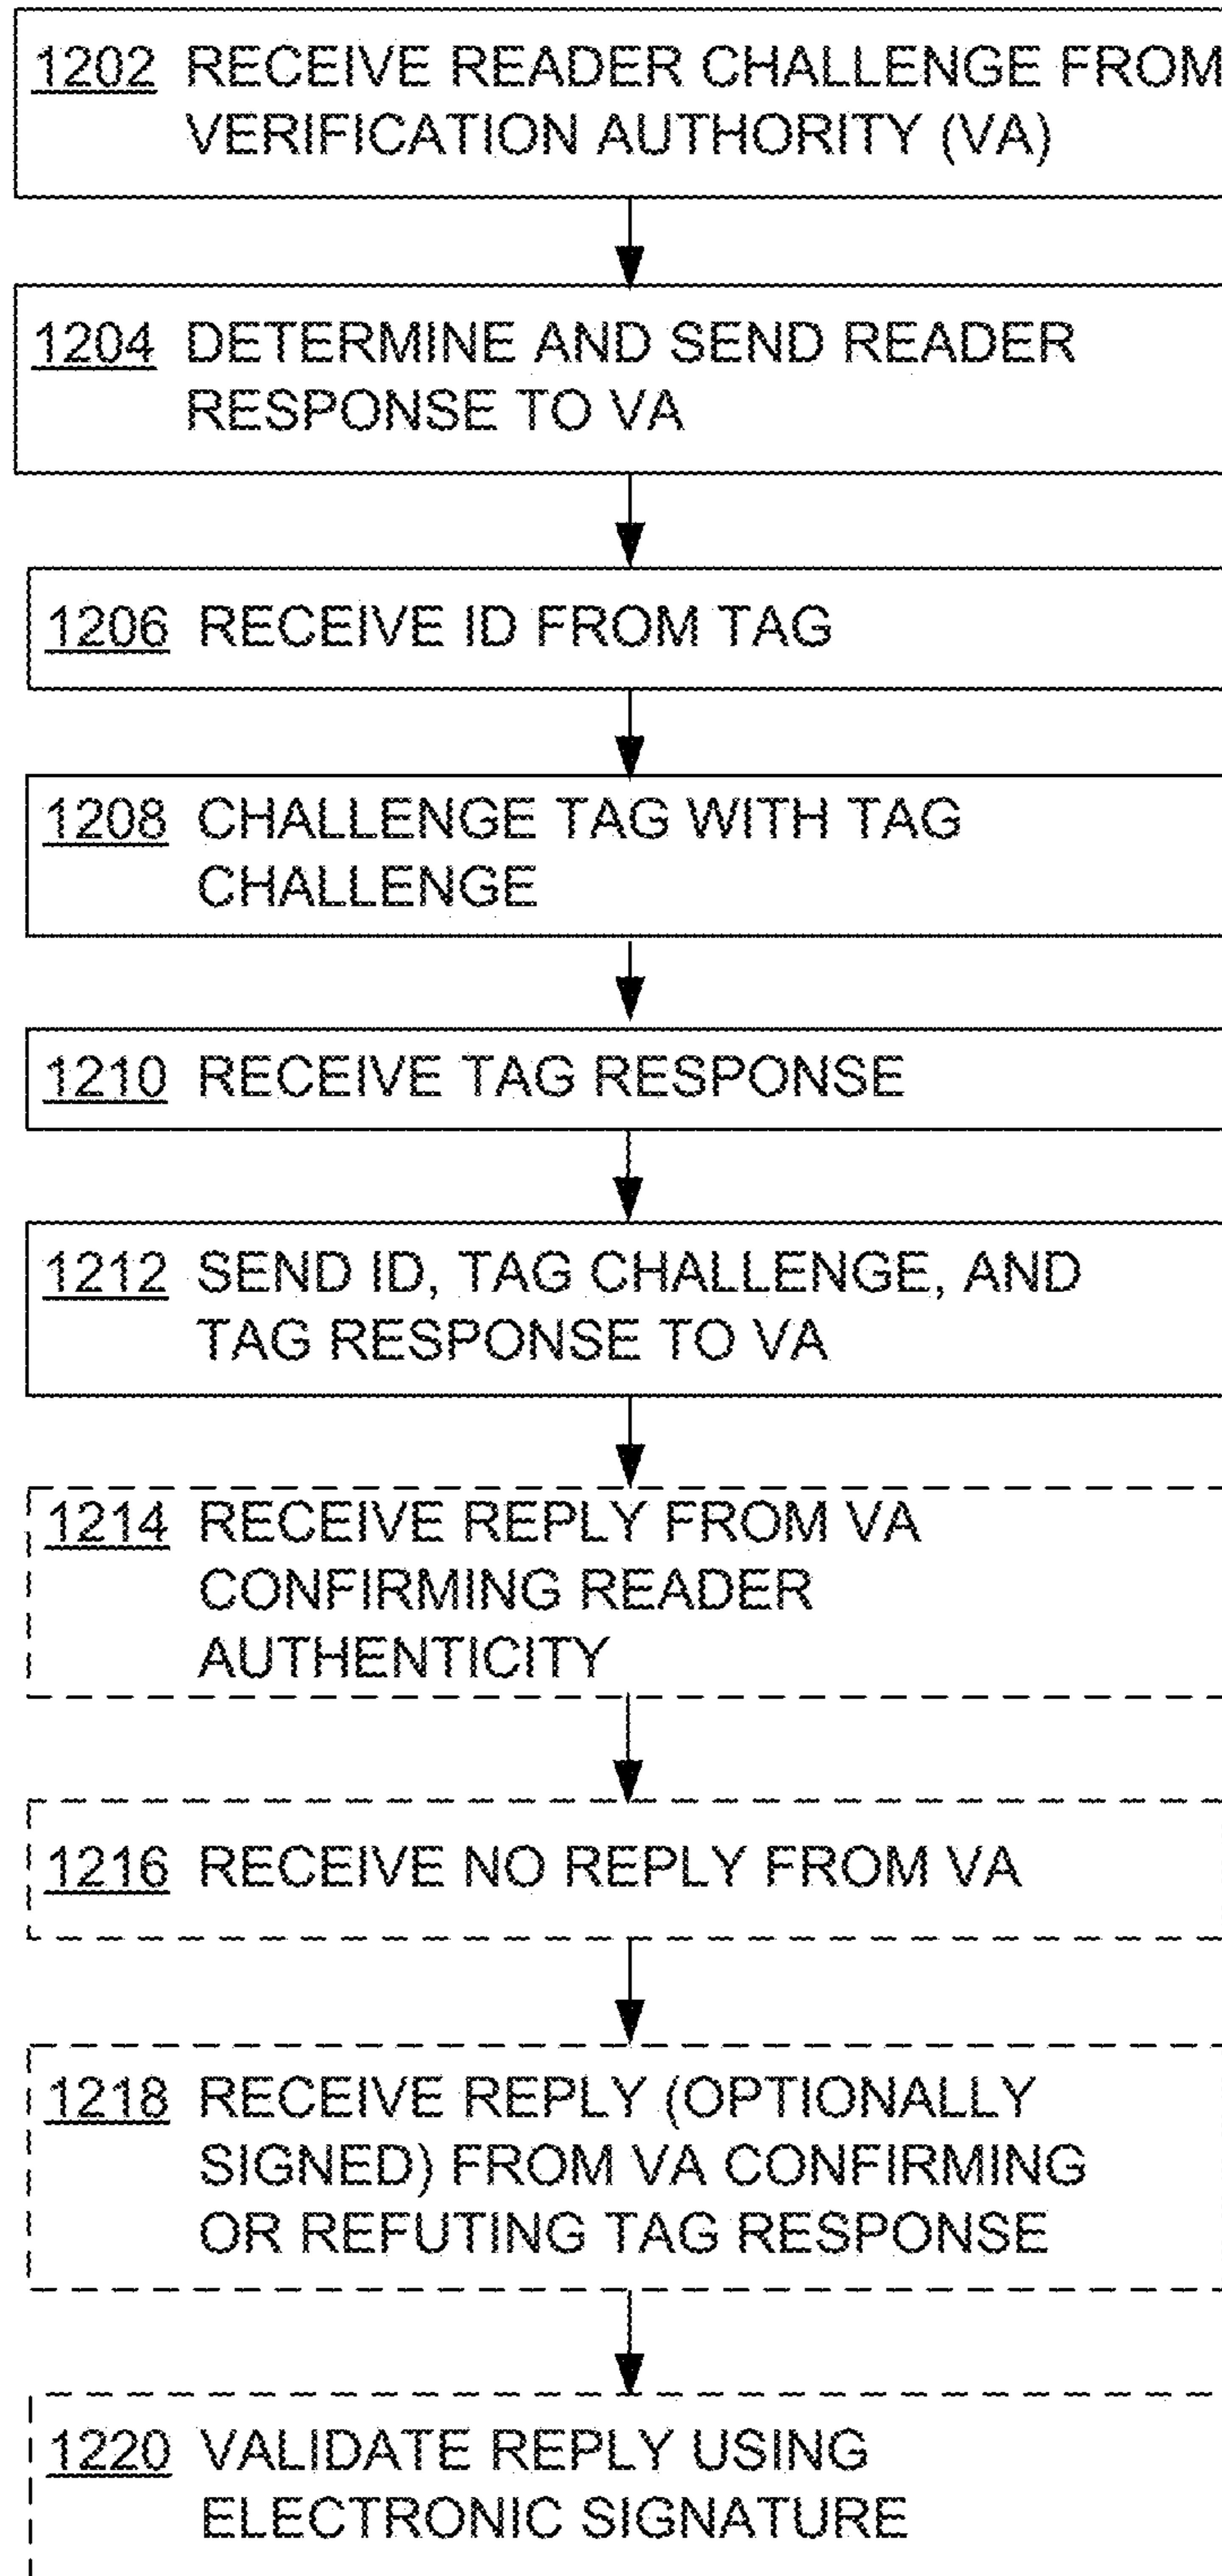 1202 RECEIVE READER CHALLENGE FROM
VERIFICATION AUTHORITY (VA)
1204 DETERMINE AND SEND READER
RESPONSE TO VA
1206 RECEIVE ID FROM TAG
1208 CHALLENGE TAG WITH TAG
CHALLENGE
1210 RECEIVE TAG RESPONSE
1212 SEND ID, TAG CHALLENGE, AND
TAG RESPONSE TO VA
1214 RECEIVE REPLY FROM VA
CONFIRMING READER
AUTHENTICITY
1216 RECEIVE NO REPLY FROM VA
1218 RECEIVE REPLY (OPTIONALLY
SIGNED) FROM VA CONFIRMING
OR REFUTING TAG RESPONSE
1220 VALIDATE REPLY USING
ELECTRONIC SIGNATURE